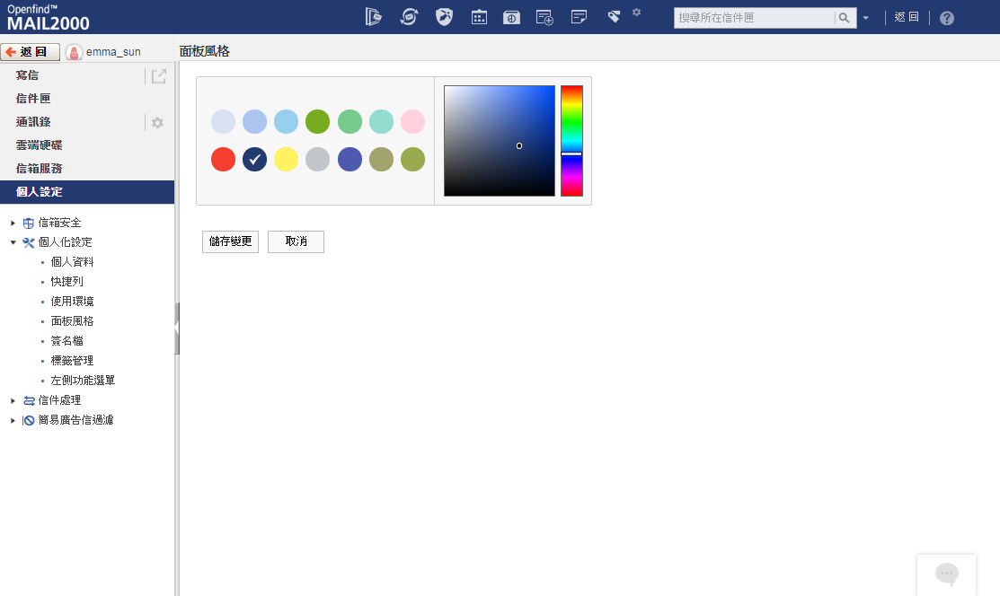 Openfind™
MAIL2000
搜尋所在信件匣
返回
返回
emma_sun
面板風格
寫信
信件匣
通訊錄
雲端硬碟
信箱服務
個人設定
信箱安全
個人化設定
個人資料
快捷列
使用環境
面板風格
簽名檔
標籤管理
左側功能選單
信件處理
簡易廣告信過濾
儲存變更
取消